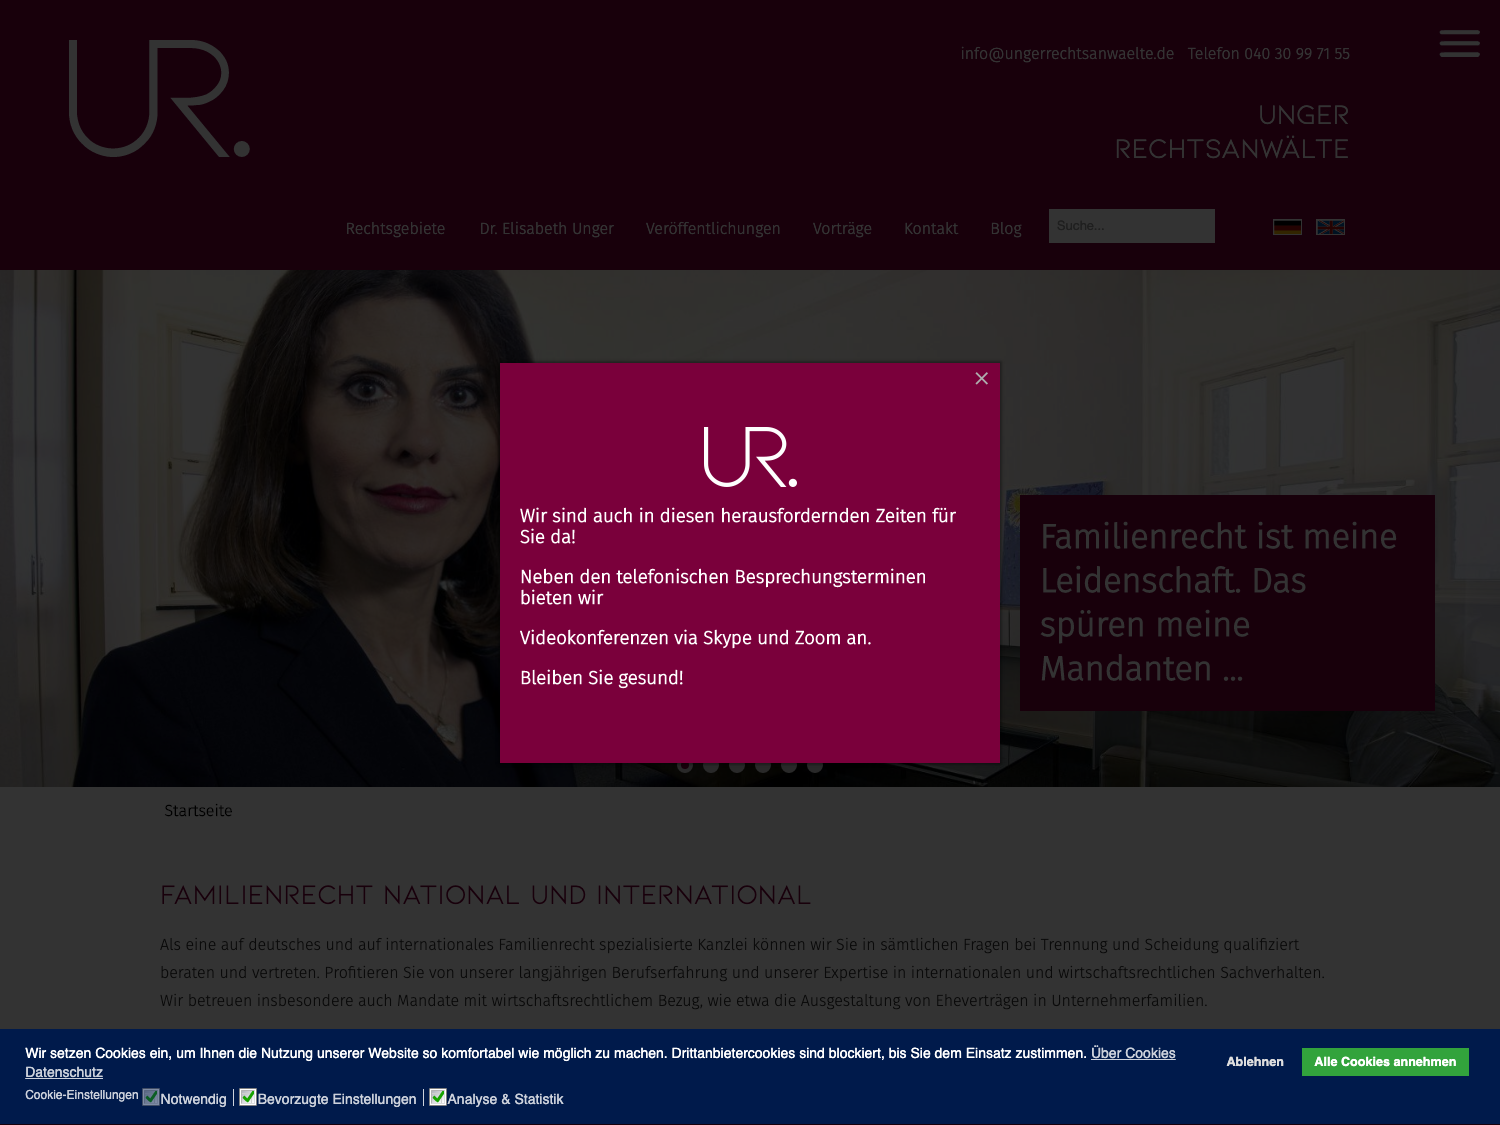 UR.
info@ungerrechtsanwaelte.de Telefon 040 30 99 71 55
UNGER
RECHTSANWÄLTE
Rechtsgebiete Dr. Elisabeth Unger Veröffentlichungen Vorträge Kontakt Blog Suche...
UR.
Wir sind auch in diesen herausfordernden Zeiten für
Sie da!
Neben den telefonischen Besprechungsterminen
bieten wir
Videokonferenzen via Skype und Zoom an.
Bleiben Sie gesund!
Familienrecht ist meine
Leidenschaft. Das
spüren meine
Mandanten ...
Startseite
FAMILIENRECHT NATIONAL UND INTERNATIONAL
Als eine auf deutsches und auf internationales Familienrecht spezialisierte Kanzlei können wir Sie in sämtlichen Fragen bei Trennung und Scheidung qualifiziert
beraten und vertreten. Profitieren Sie von unserer langjährigen Berufserfahrung und unserer Expertise in internationalen und wirtschaftsrechtlichen Sachverhalten.
Wir betreuen insbesondere auch Mandate mit wirtschaftsrechtlichem Bezug, wie etwa die Ausgestaltung von Eheverträgen in Unternehmerfamilien.
Wir setzen Cookies ein, um Ihnen die Nutzung unserer Website so komfortabel wie möglich zu machen. Drittanbietercookies sind blockiert, bis Sie dem Einsatz zustimmen. Über Cookies
Datenschutz
Ablehnen Alle Cookies annehmen
Cookie-Einstellungen Notwendig Bevorzugte Einstellungen Analyse & Statistik